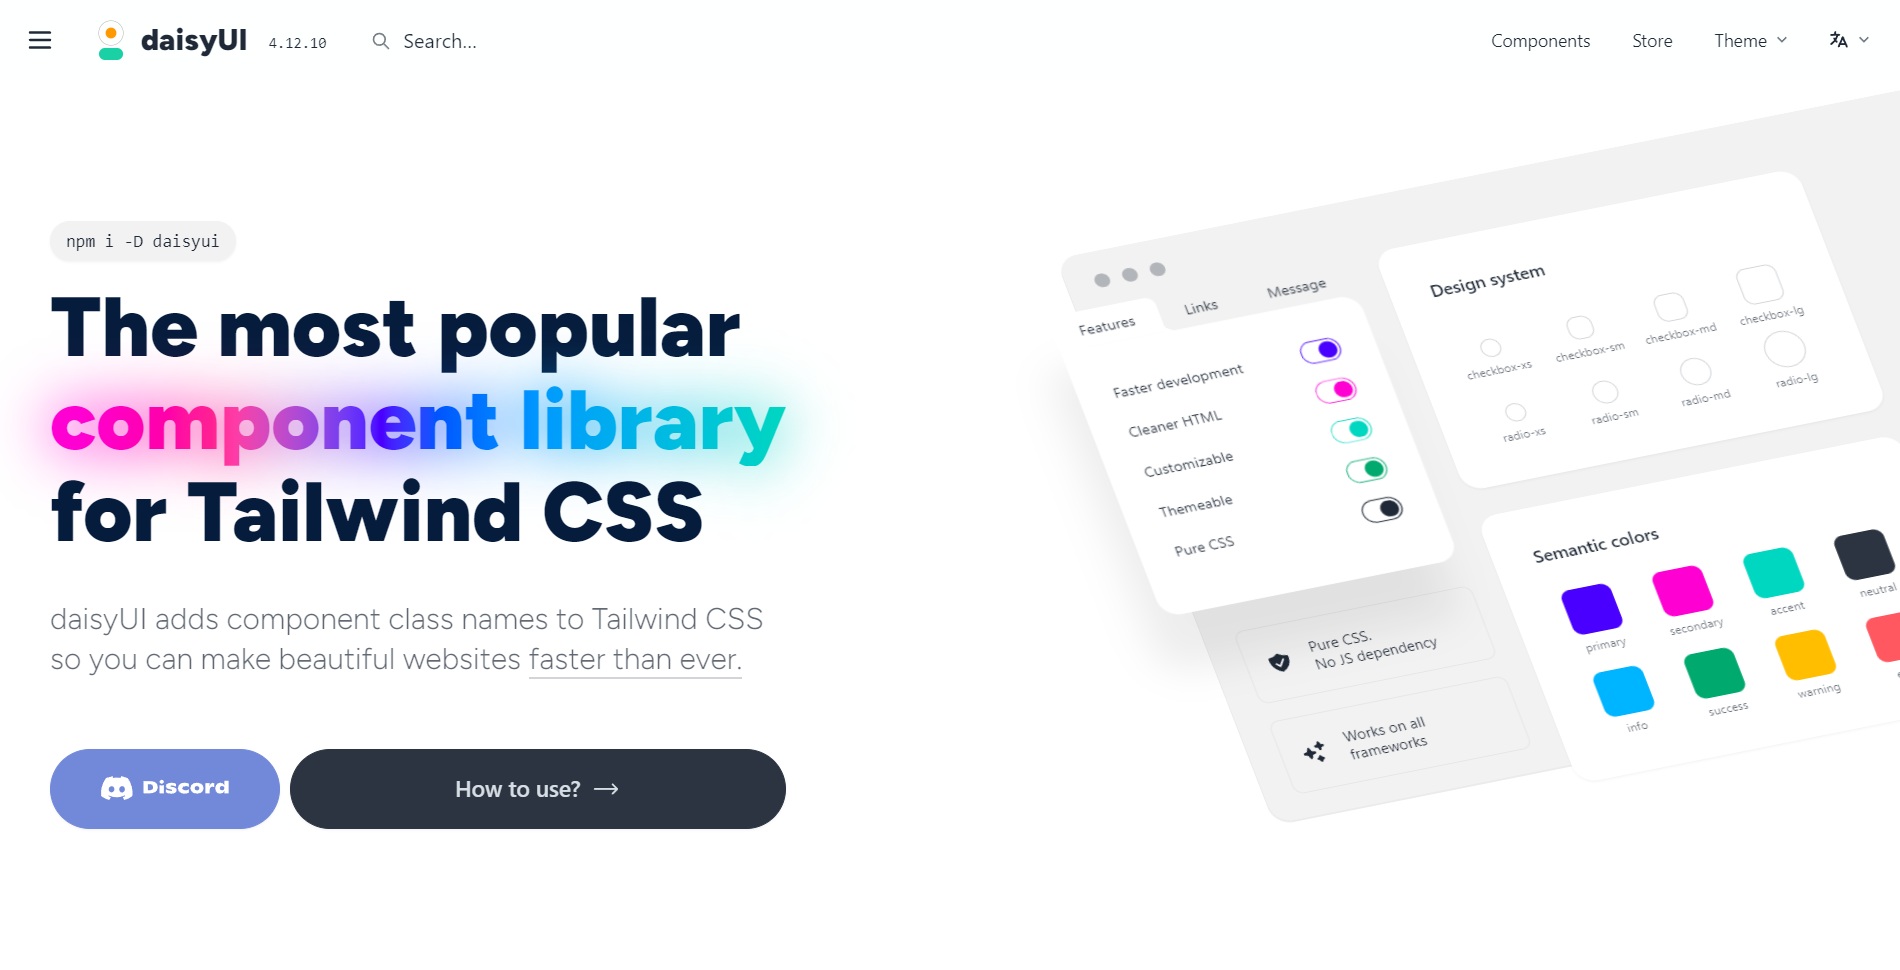 daisyUI 4.12.10
Search...
Components
Store
Theme
npm i -D daisyui
The most popular
component library
for Tailwind CSS
daisyUI adds component class names to Tailwind CSS
so you can make beautiful websites faster than ever.
Discord
How to use?
Features
Links
Message
Faster development
Cleaner HTML
Customizable
Themeable
Pure CSS
Design system
checkbox-xs
checkbox-sm
checkbox-md
checkbox-lg
radio-xs
radio-sm
radio-md
radio-lg
Semantic colors
primary
secondary
accent
neutral
info
success
warning
Pure CSS.
No JS dependency
Works on all
frameworks